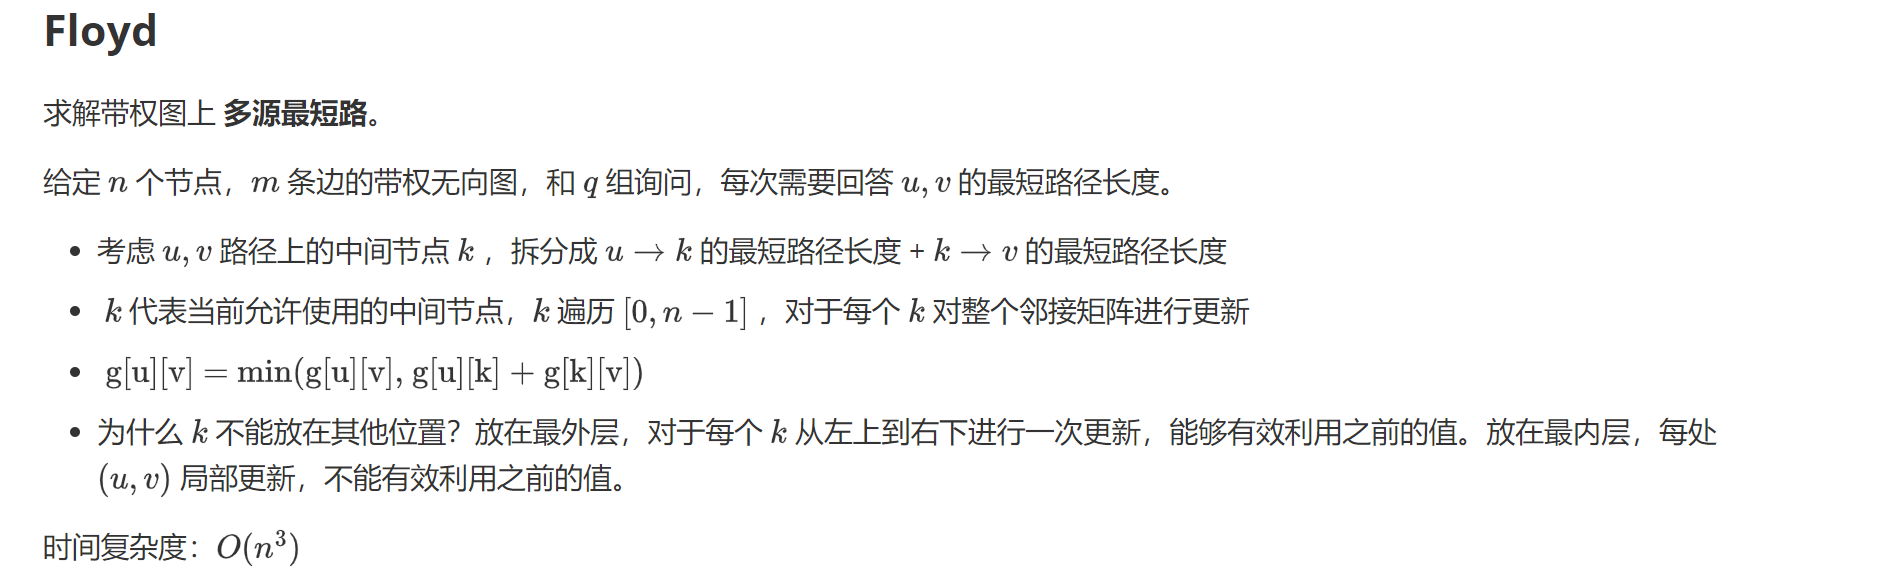 Floyd
求解带权图上 多源最短路。
给定 n 个节点，m 条边的带权无向图，和 q 组询问，每次需要回答 u, v 的最短路径长度。
• 考虑 u, v 路径上的中间节点 k ，拆分成 u → k 的最短路径长度 + k → v 的最短路径长度
• k 代表当前允许使用的中间节点，k 遍历 [0, n − 1] ，对于每个 k 对整个邻接矩阵进行更新
• g[u][v] = min(g[u][v], g[u][k] + g[k][v])
• 为什么 k 不能放在其他位置？放在最外层，对于每个 k 从左上到右下进行一次更新，能够有效利用之前的值。放在最内层，每处
(u, v) 局部更新，不能有效利用之前的值。
时间复杂度：O(n³)